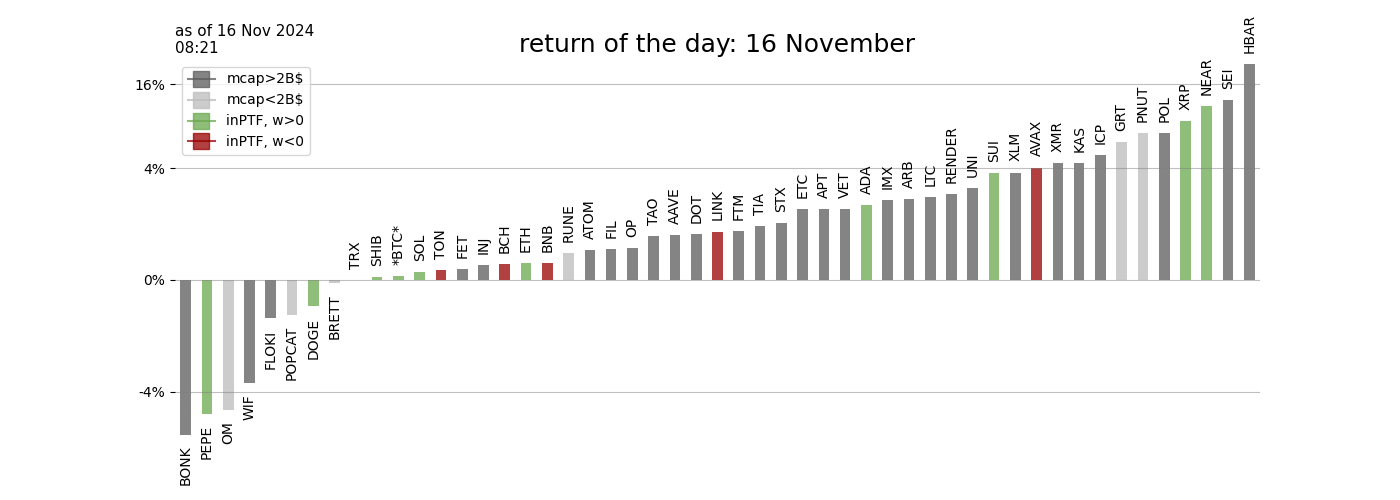 as of 16 Nov 2024
08:21
return of the day: 16 November
mcap>2B$
mcap<2B$
inPTF, w>0
inPTF, w<0
16%
4%
0%
-4%
BONK
PEPE
OM
WIF
FLOKI
POPCAT
DOGE
BRETT
TRX
SHIB
*BTC*
SOL
TON
FET
INJ
BCH
ETH
BNB
RUNE
ATOM
FIL
OP
TAO
AAVE
DOT
LINK
FTM
TIA
STX
ETC
APT
VET
ADA
IMX
ARB
LTC
RENDER
UNI
SUI
XLM
AVAX
XMR
KAS
ICP
GRT
PNUT
POL
XRP
NEAR
SEI
HBAR